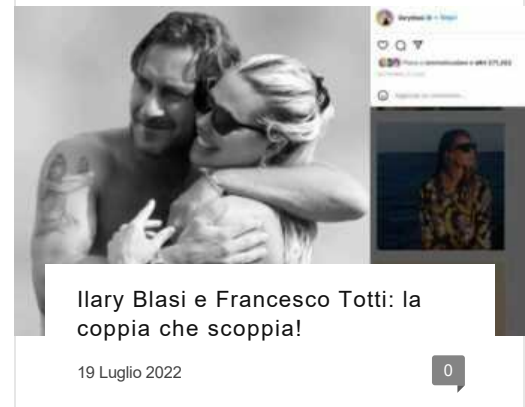 Ilary Blasi e Francesco Totti: la
coppia che scoppia!
19 Luglio 2022
0